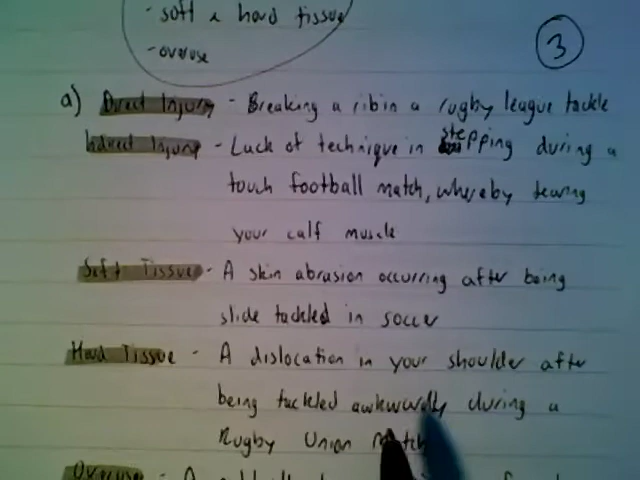 - soft & hard tissue
- overuse
3
a) Direct Injury - Breaking a rib in a rugby league tackle
Indirect Injury - Lack of technique in stepping during a
touch football match, whereby tearing
your calf muscle
Soft Tissue - A skin abrasion occurring after being
slide tackled in soccer
Hard Tissue - A dislocation in your shoulder after
being tackled awkwardly during a
Rugby Union Match
Overuse - A